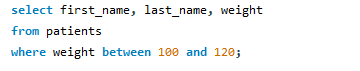 select first_name, last_name, weight
from patients
where weight between 100 and 120;